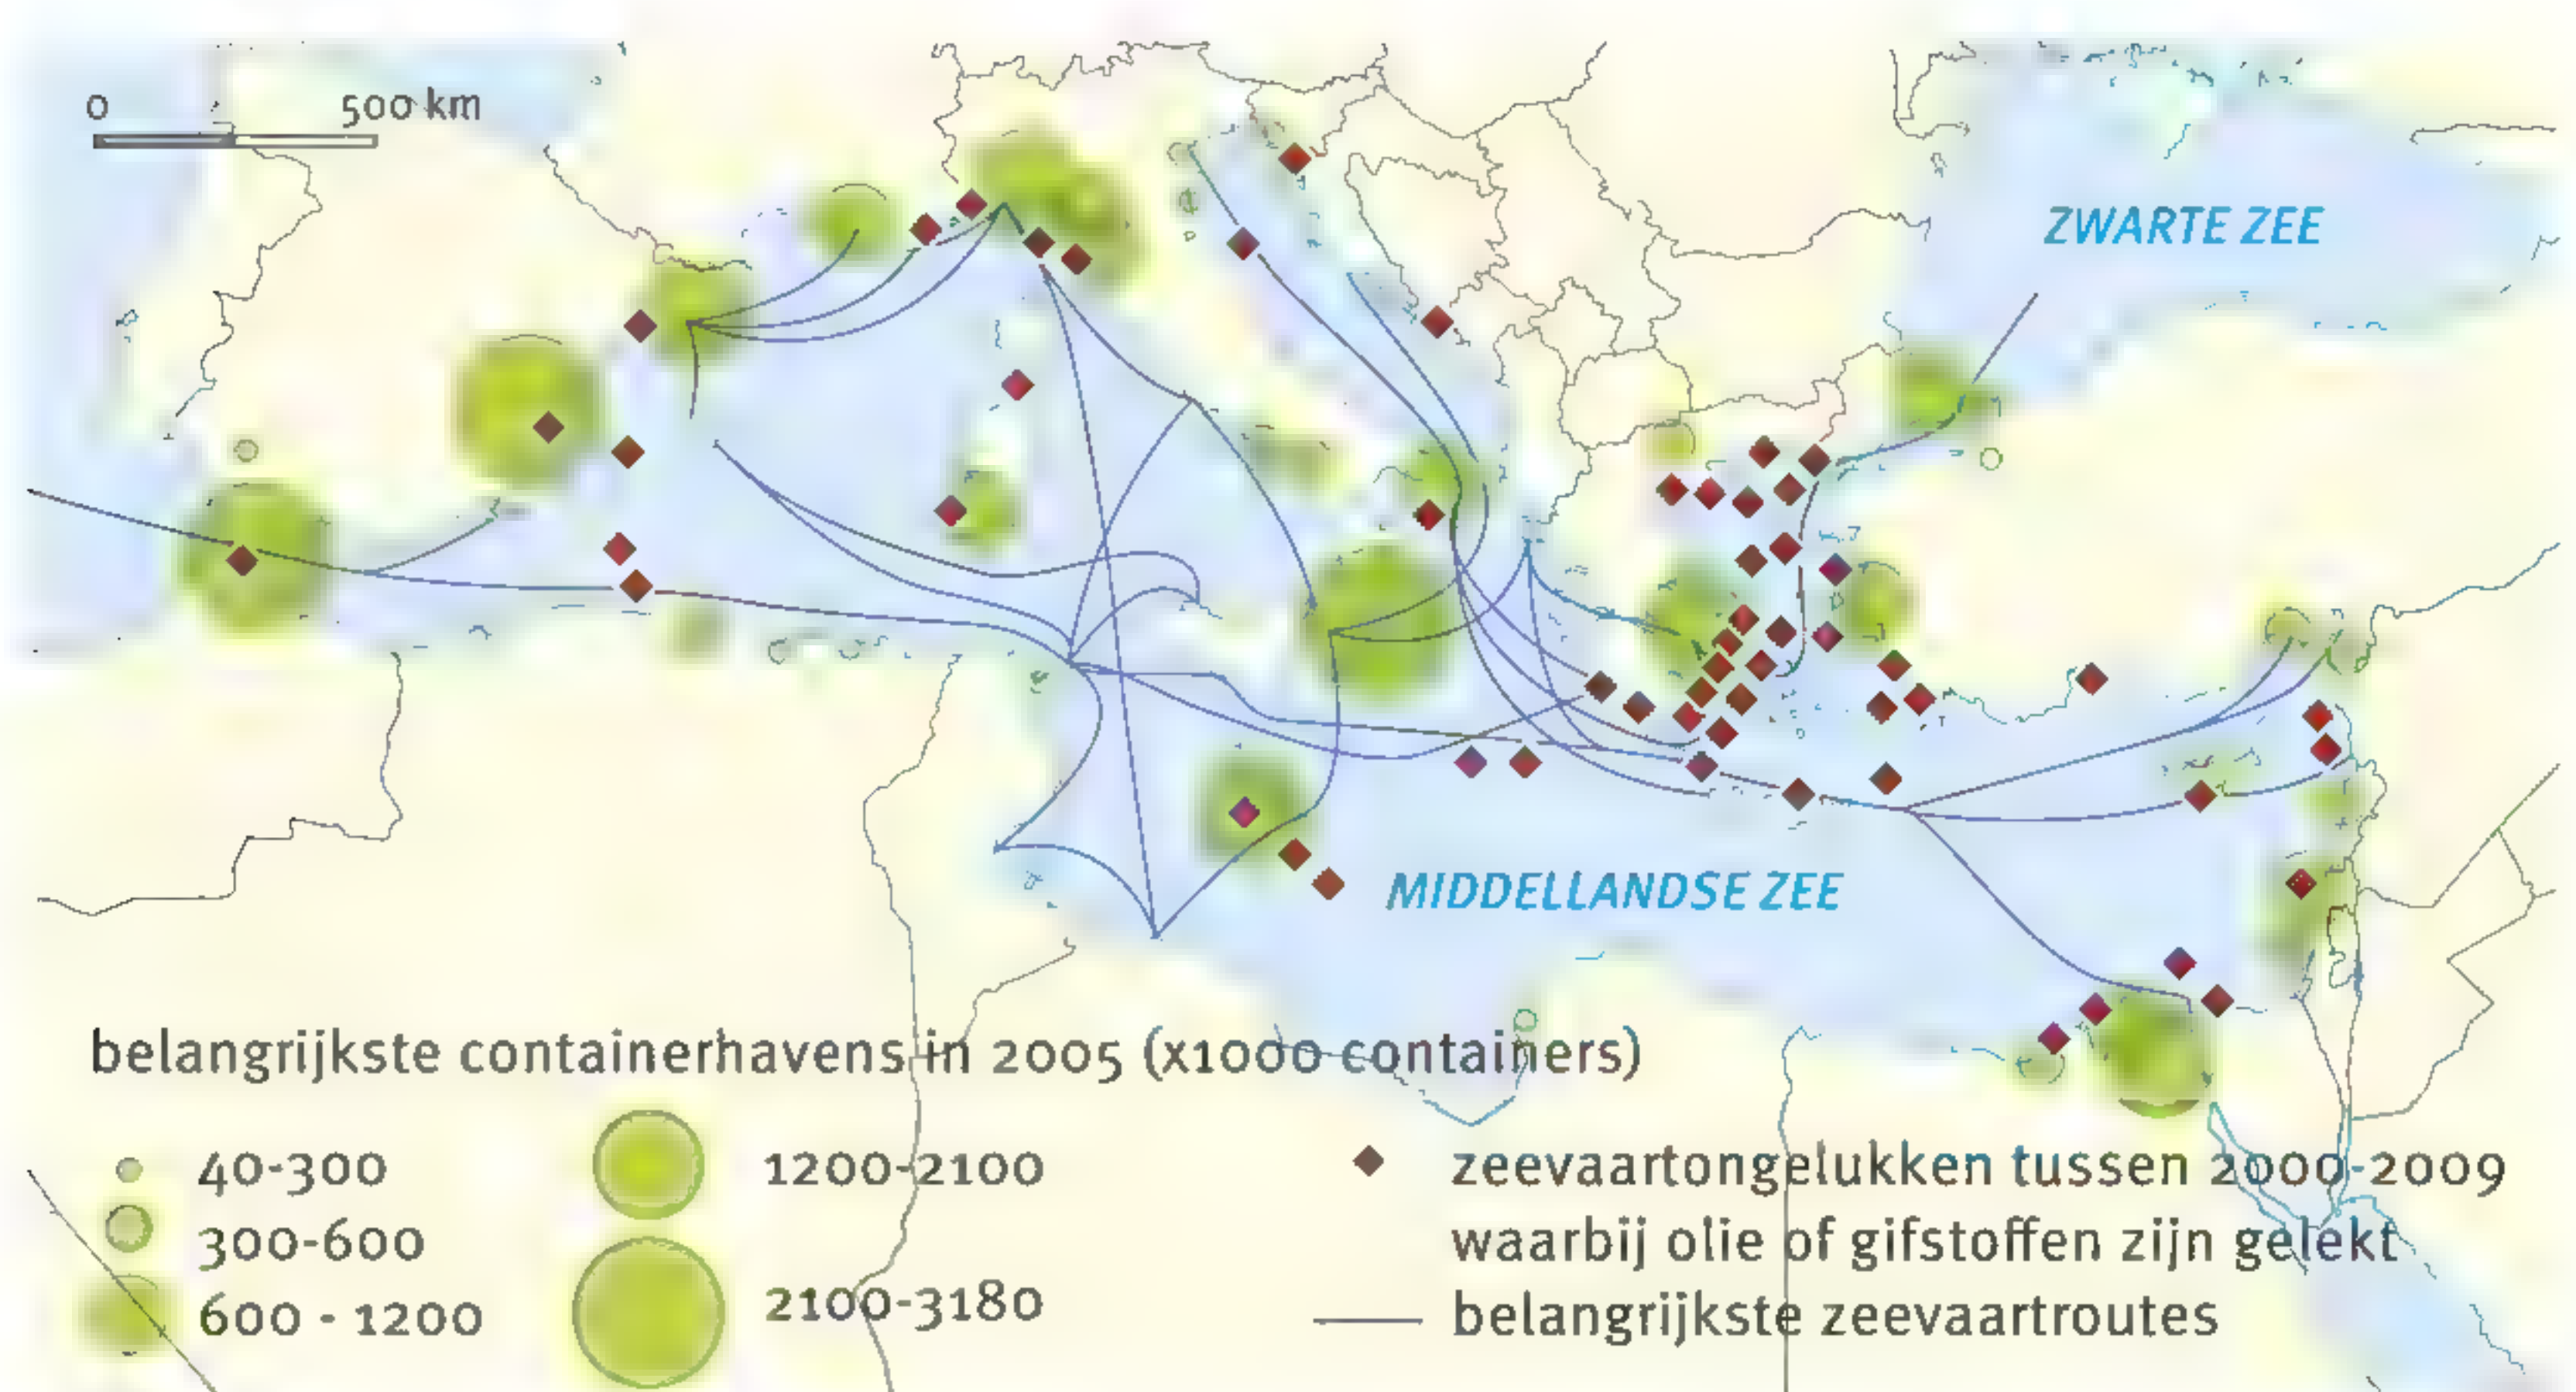 0 500 km
ZWARTE ZEE
MIDDELLANDSE ZEE
belangrijkste containerhavens in 2005 (x1000 containers)
40-300
300-600
600 - 1200
1200-2100
2100-3180
zeevaartongelukken tussen 2000-2009
waarbij olie of gifstoffen zijn gelekt
belangrijkste zeevaartroutes